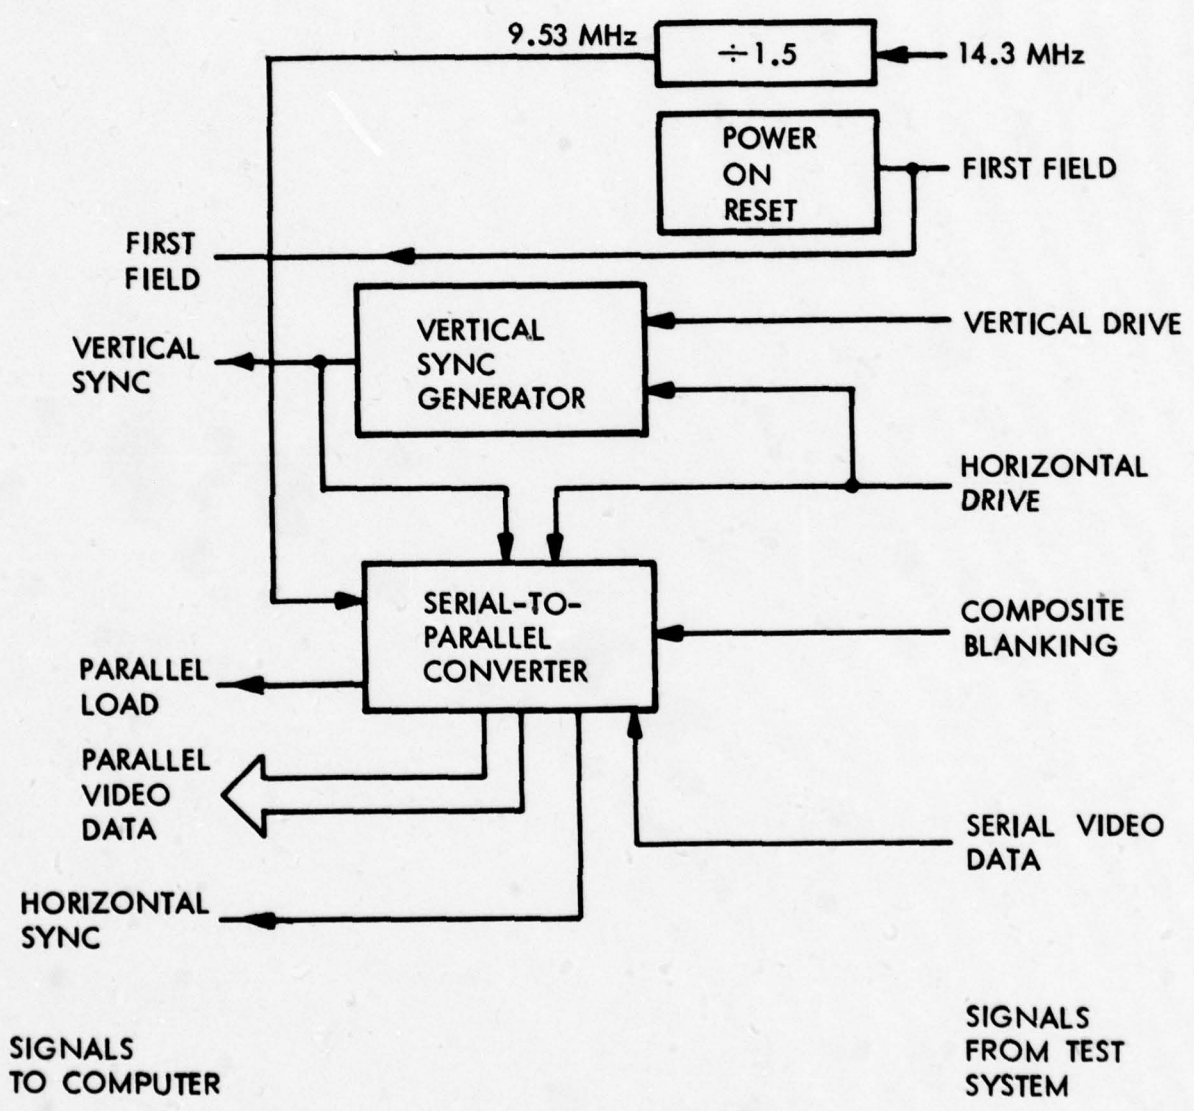 9.53 MHz
÷1.5
14.3 MHz
POWER
ON
RESET
FIRST FIELD
FIRST
FIELD
VERTICAL
SYNC
GENERATOR
VERTICAL DRIVE
VERTICAL
SYNC
HORIZONTAL
DRIVE
SERIAL-TO-
PARALLEL
CONVERTER
COMPOSITE
BLANKING
PARALLEL
LOAD
PARALLEL
VIDEO
DATA
SERIAL VIDEO
DATA
HORIZONTAL
SYNC
SIGNALS
TO COMPUTER
SIGNALS
FROM TEST
SYSTEM